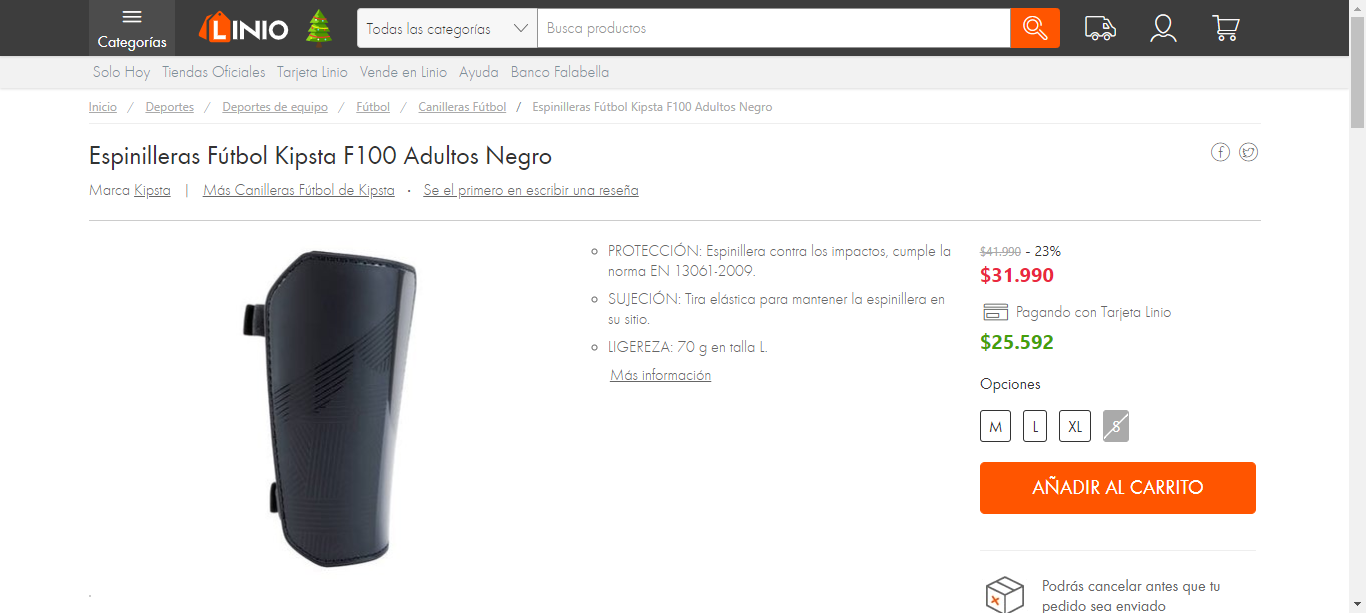 Categorías
LINIO
Todas las categorías
Busca productos
Solo Hoy Tiendas Oficiales Tarjeta Linio Vende en Linio Ayuda Banco Falabella
Inicio / Deportes / Deportes de equipo / Fútbol / Canilleras Fútbol / Espinilleras Fútbol Kipsta F100 Adultos Negro
Espinilleras Fútbol Kipsta F100 Adultos Negro
Marca Kipsta | Más Canilleras Fútbol de Kipsta · Se el primero en escribir una reseña
PROTECCIÓN: Espinillera contra los impactos, cumple la
norma EN 13061-2009.
SUJECIÓN: Tira elástica para mantener la espinillera en
su sitio.
LIGEREZA: 70 g en talla L.
Más información
$41.990 - 23%
$31.990
Pagando con Tarjeta Linio
$25.592
Opciones
M L XL S
AÑADIR AL CARRITO
Podrás cancelar antes que tu
pedido sea enviado